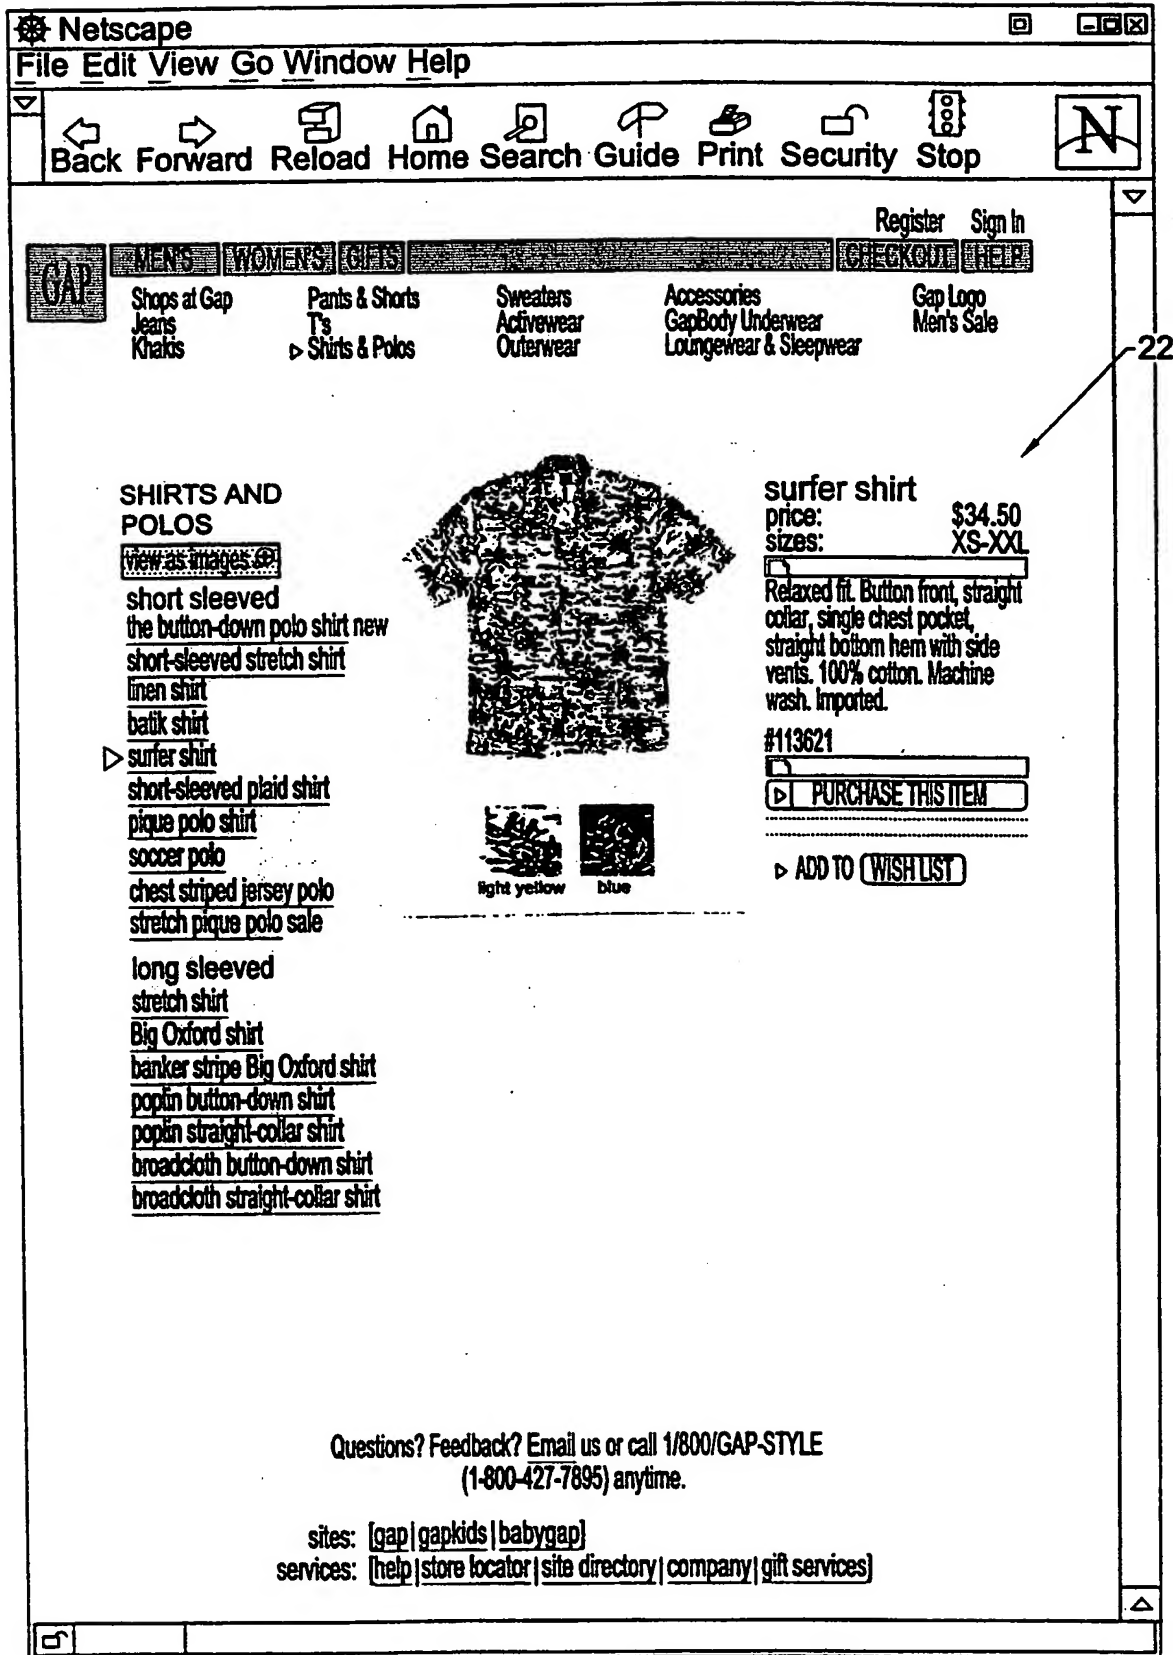 Netscape
File Edit View Go Window Help
Back Forward Reload Home Search Guide Print Security Stop
N
Register Sign In
GAP MEN'S WOMEN'S GIFTS CHECKOUT HELP
Shops at Gap Pants & Shorts Sweaters Accessories Gap Logo
Jeans T's Activewear GapBody Underwear Men's Sale
Khakis Shirts & Polos Outerwear Loungewear & Sleepwear
22
SHIRTS AND
POLOS
view as images
short sleeved
the button-down polo shirt new
short-sleeved stretch shirt
linen shirt
batik shirt
surfer shirt
short-sleeved plaid shirt
pique polo shirt
soccer polo
chest striped jersey polo
stretch pique polo sale
long sleeved
stretch shirt
Big Oxford shirt
banker stripe Big Oxford shirt
poplin button-down shirt
poplin straight-collar shirt
broadcloth button-down shirt
broadcloth straight-collar shirt
light yellow blue
surfer shirt
price: $34.50
sizes: XS-XXL
Relaxed fit. Button front, straight
collar, single chest pocket,
straight bottom hem with side
vents. 100% cotton. Machine
wash. Imported.
#113621
PURCHASE THIS ITEM
ADD TO WISH LIST
Questions? Feedback? Email us or call 1/800/GAP-STYLE
(1-800-427-7895) anytime.
sites: [gap|gapkids|babygap]
services: [help|store locator|site directory|company|gift services]